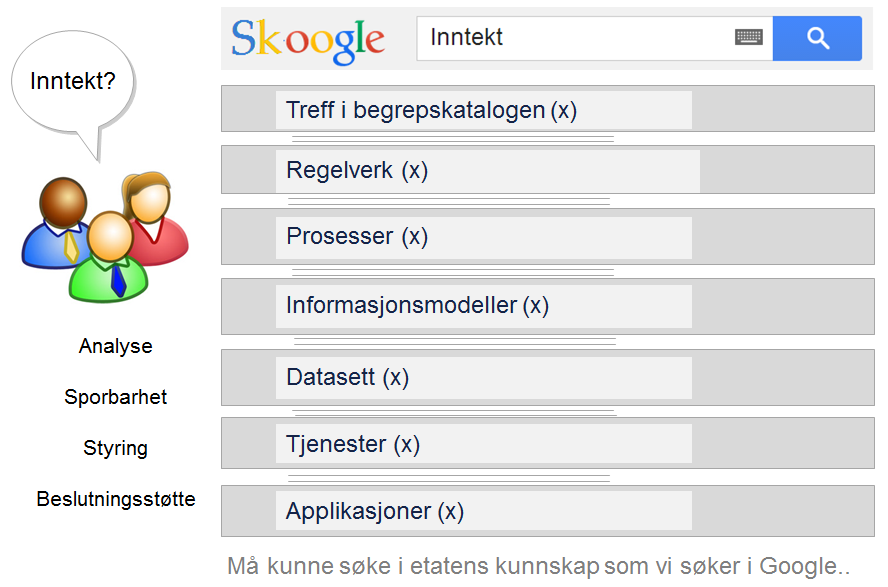 Skoogle
Inntekt
Inntekt?
Treff i begrepskatalogen (x)
Regelverk (x)
Prosesser (x)
Informasjonsmodeller (x)
Datasett (x)
Tjenester (x)
Applikasjoner (x)
Analyse
Sporbarhet
Styring
Beslutningsstøtte
Må kunne søke i etatens kunnskap som vi søker i Google..